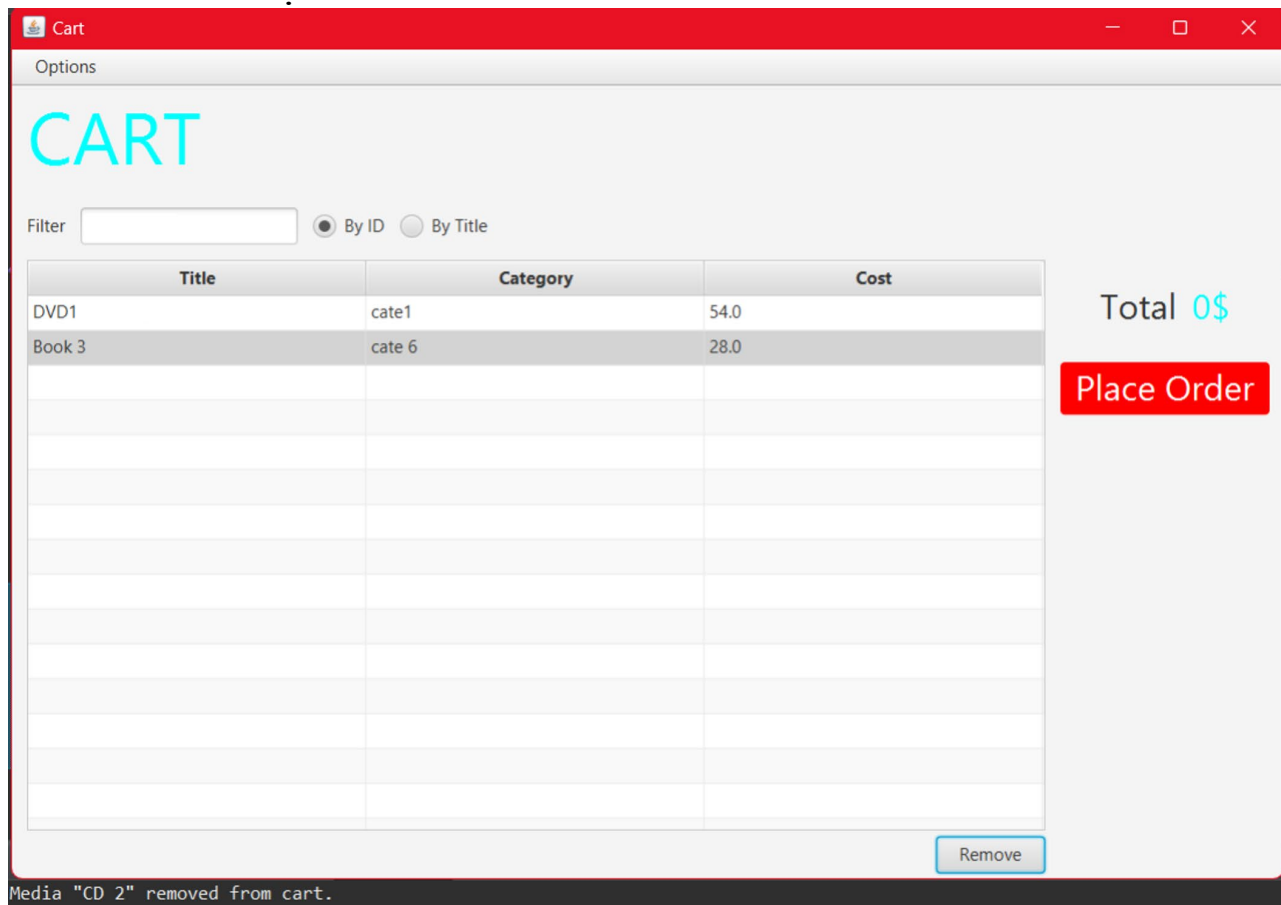 Cart
Options
CART
Filter By ID By Title
Title Category Cost
DVD1 cate1 54.0
Book 3 cate 6 28.0
Total 0$
Place Order
Remove
Media "CD 2" removed from cart.